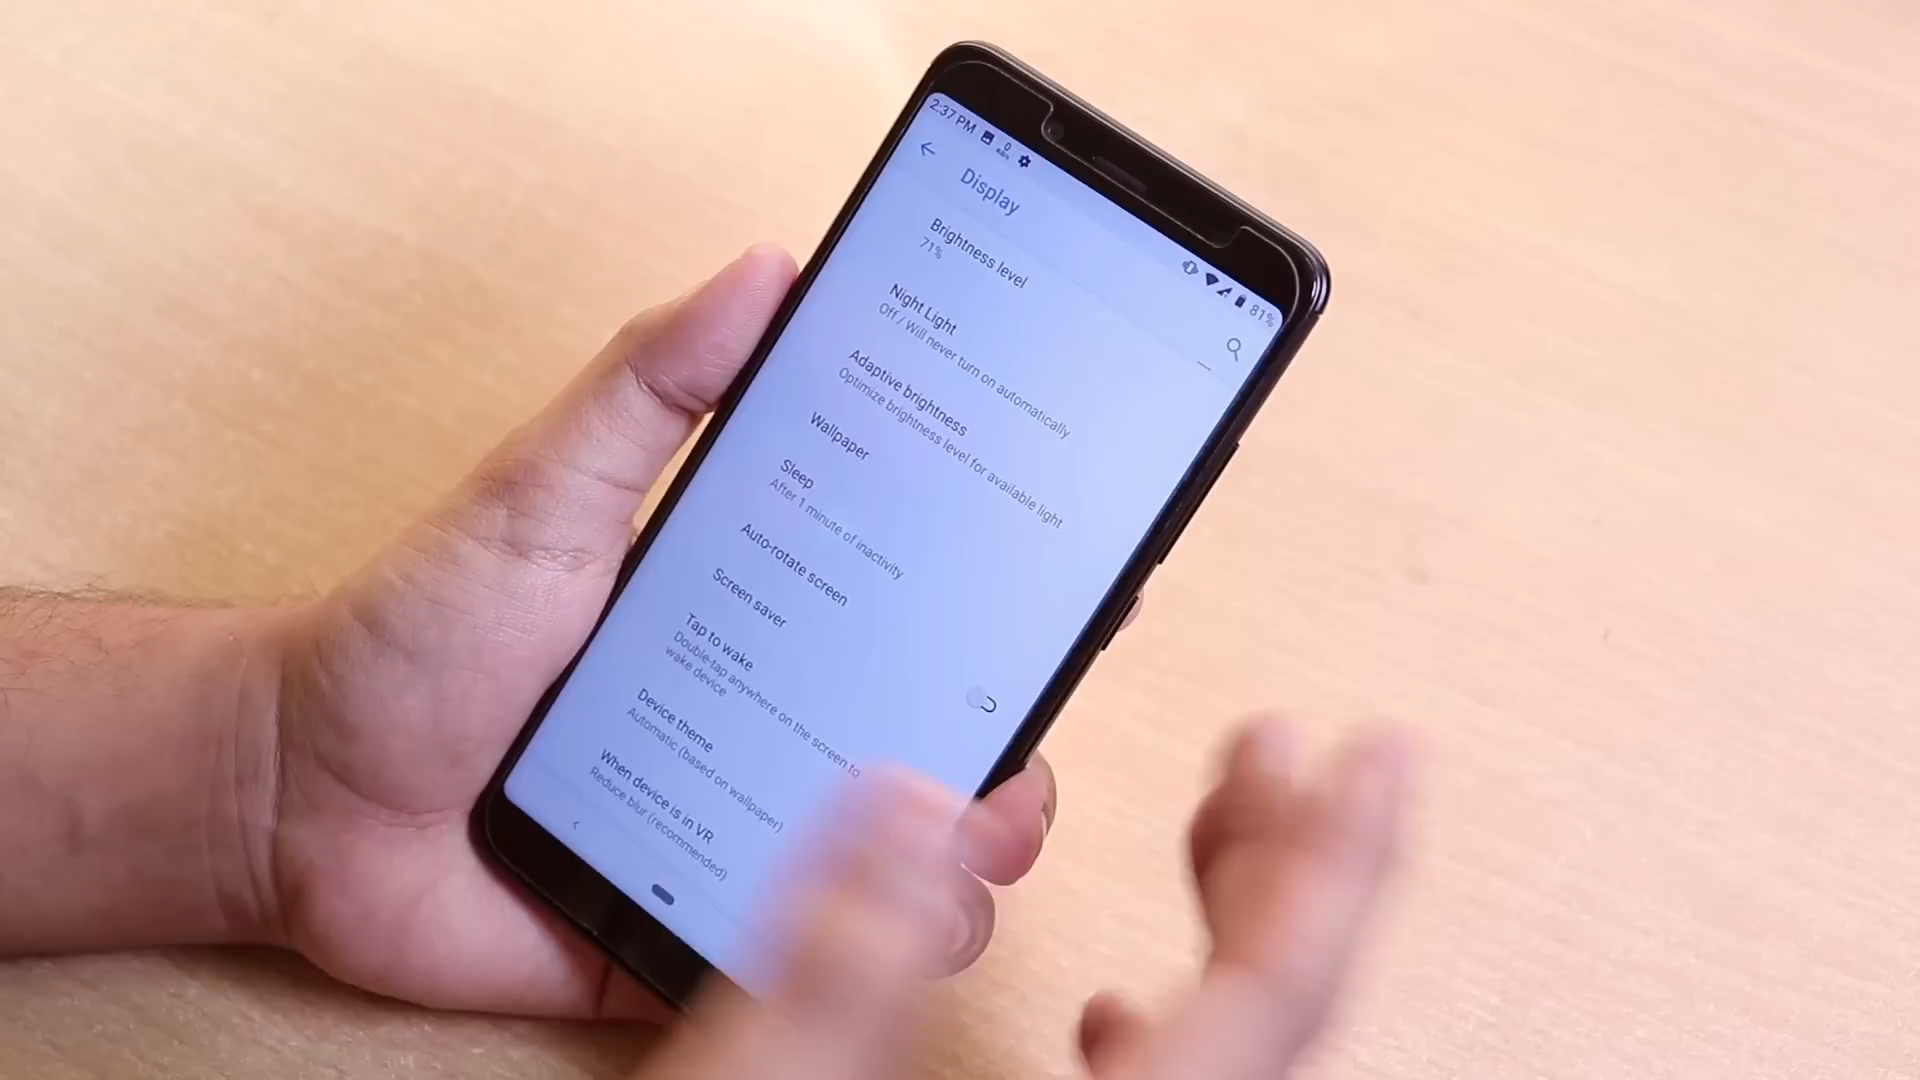 2:37 PM
0
81%
Display
Brightness level
71%
Night Light
Off / Will never turn on automatically
Adaptive brightness
Optimize brightness level for available light
Wallpaper
Sleep
After 1 minute of inactivity
Auto-rotate screen
Screen saver
Tap to wake
Double-tap anywhere on the screen to
wake device
Device theme
Automatic (based on wallpaper)
When device is in VR
Reduce blur (recommended)